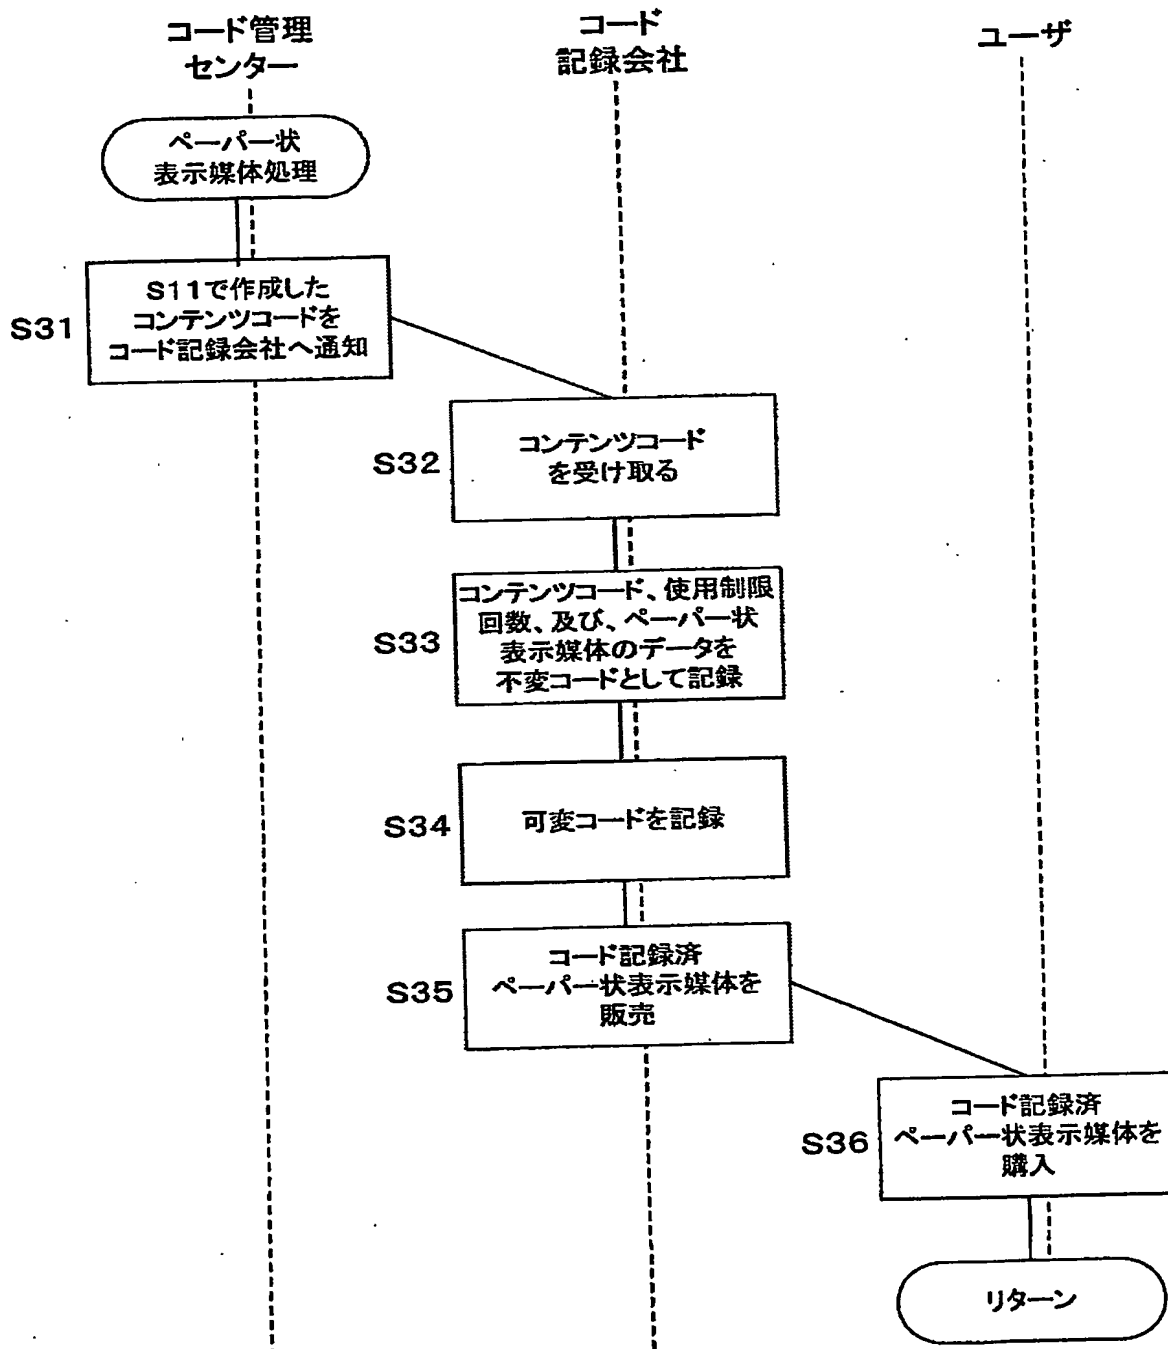 コード管理
センター
コード
記録会社
ユーザ
ペーパー状
表示媒体処理
S31
S11で作成した
コンテンツコードを
コード記録会社へ通知
S32
コンテンツコード
を受け取る
S33
コンテンツコード、使用制限
回数、及び、ペーパー状
表示媒体のデータを
不変コードとして記録
S34
可変コードを記録
S35
コード記録済
ペーパー状表示媒体を
販売
S36
コード記録済
ペーパー状表示媒体を
購入
リターン